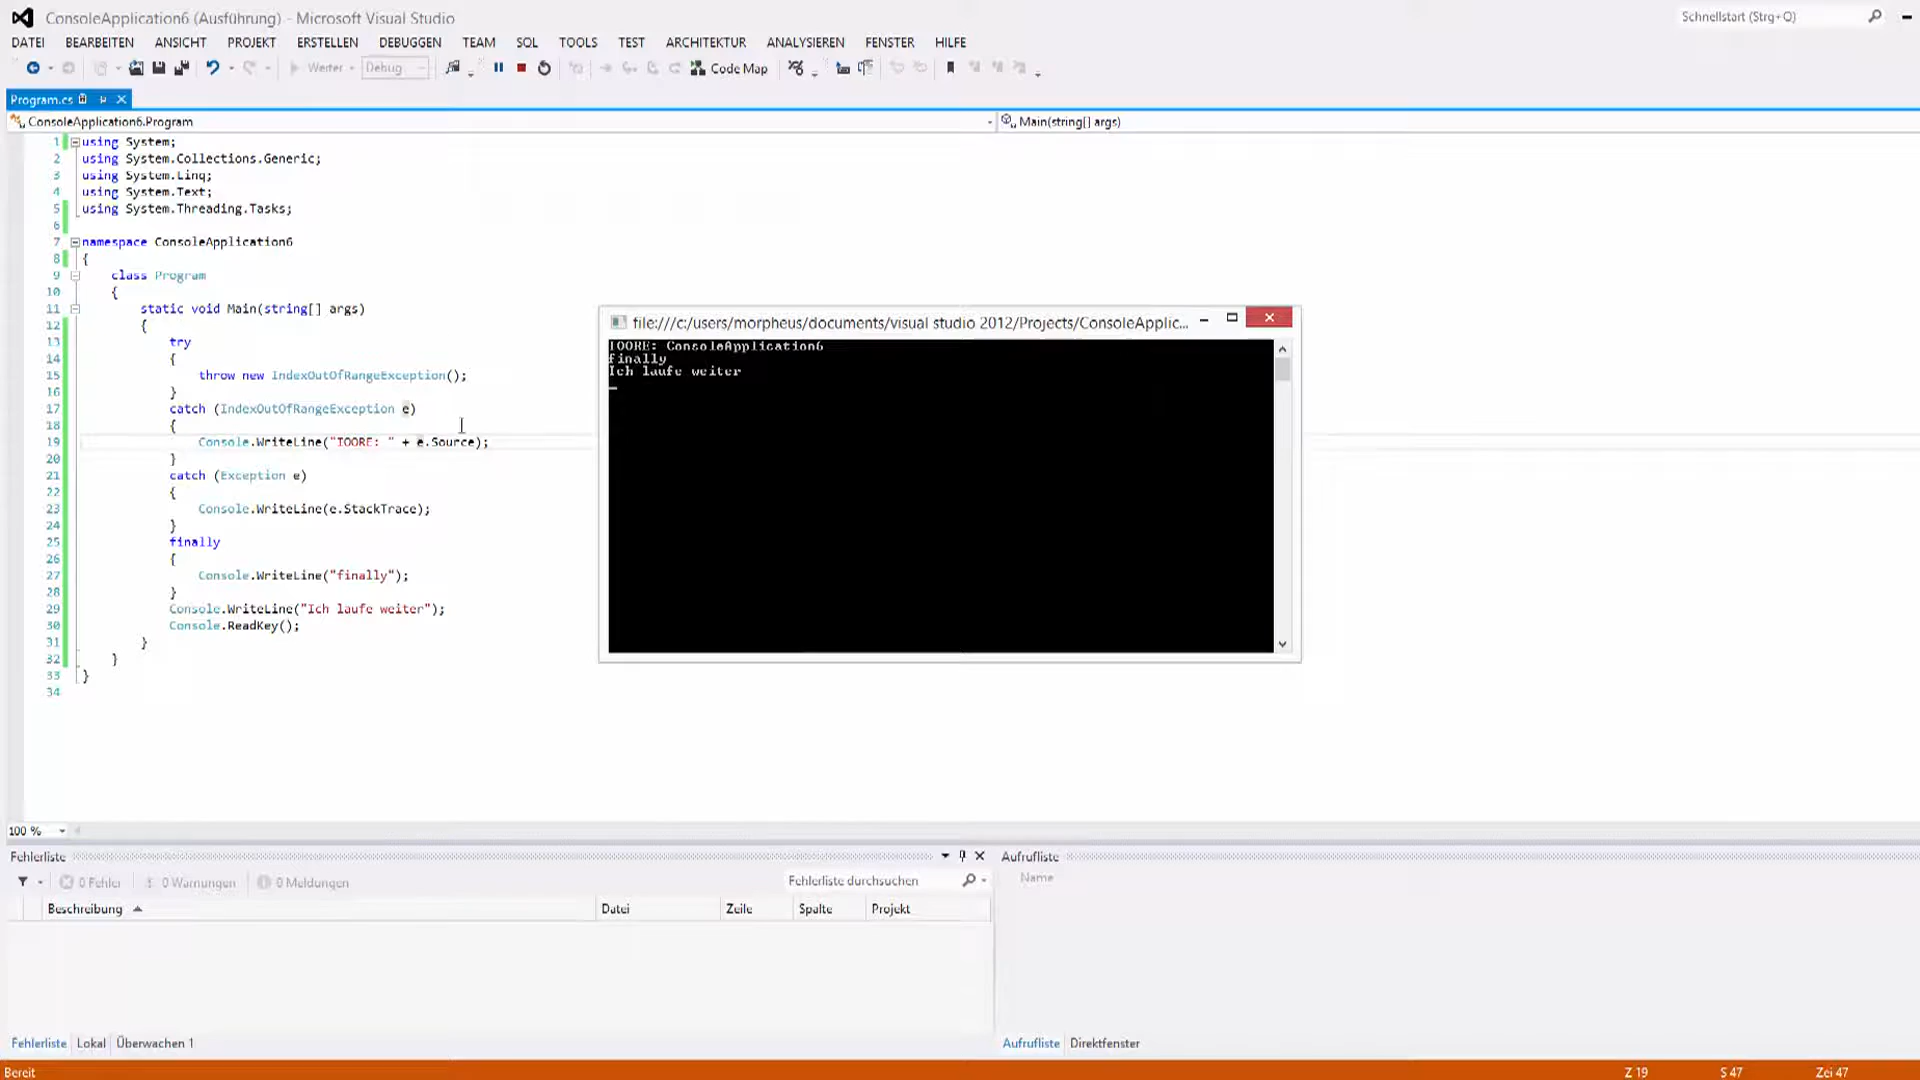 ConsoleApplication6 (Ausführung) - Microsoft Visual Studio
Schnellstart (Strg+Q)
DATEI BEARBEITEN ANSICHT PROJEKT ERSTELLEN DEBUGGEN TEAM SQL TOOLS TEST ARCHITEKTUR ANALYSIEREN FENSTER HILFE
Weiter Debug Code Map
Program.cs
ConsoleApplication6.Program
Main(string[] args)
1 using System;
2 using System.Collections.Generic;
3 using System.Linq;
4 using System.Text;
5 using System.Threading.Tasks;
6
7 namespace ConsoleApplication6
8 {
9 class Program
10 {
11 static void Main(string[] args)
12 {
13 try
14 {
15 throw new IndexOutOfRangeException();
16 }
17 catch (IndexOutOfRangeException e)
18 {
19 Console.WriteLine("IOORE: " + e.Source);
20 }
21 catch (Exception e)
22 {
23 Console.WriteLine(e.StackTrace);
24 }
25 finally
26 {
27 Console.WriteLine("finally");
28 }
29 Console.WriteLine("Ich laufe weiter");
30 Console.ReadKey();
31 }
32 }
33 }
34
file:///c:/users/morpheus/documents/visual studio 2012/Projects/ConsoleApplic...
IOORE: ConsoleApplication6
finally
Ich laufe weiter
100 %
Fehlerliste
0 Fehler 0 Warnungen 0 Meldungen
Fehlerliste durchsuchen
Beschreibung Datei Zeile Spalte Projekt
Aufrufliste
Name
Fehlerliste Lokal Überwachen 1
Aufrufliste Direktfenster
Bereit
Z 19 S 47 Zei 47